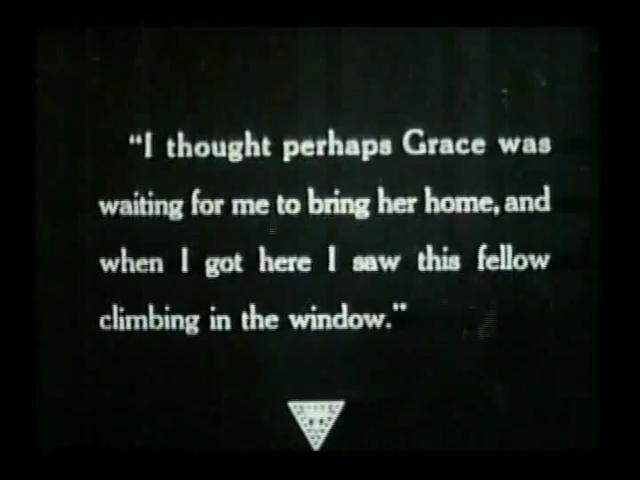 “I thought perhaps Grace was
waiting for me to bring her home, and
when I got here I saw this fellow
climbing in the window.”